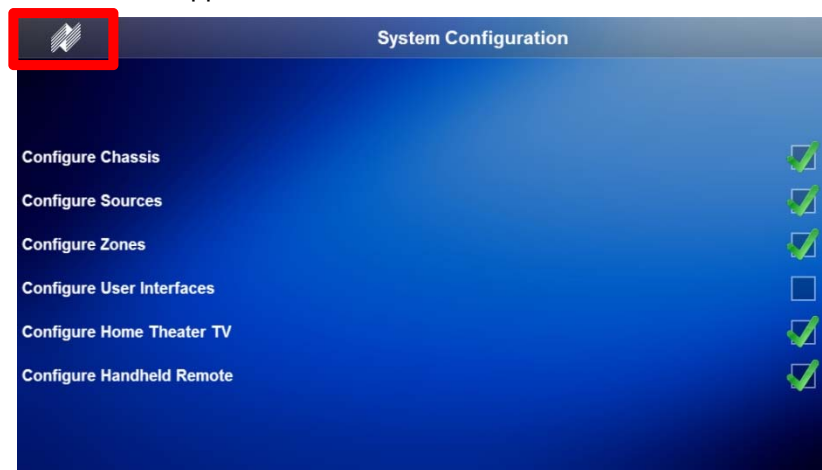 System Configuration
Configure Chassis
Configure Sources
Configure Zones
Configure User Interfaces
Configure Home Theater TV
Configure Handheld Remote